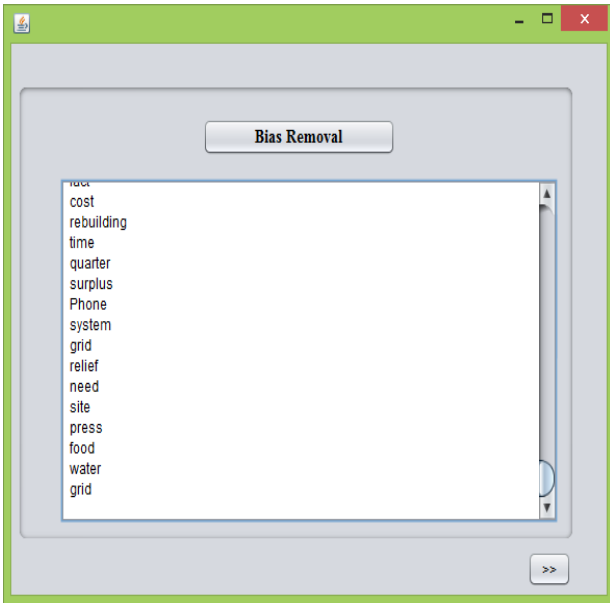 Bias Removal
cost
rebuilding
time
quarter
surplus
Phone
system
grid
relief
need
site
press
food
water
grid
>>